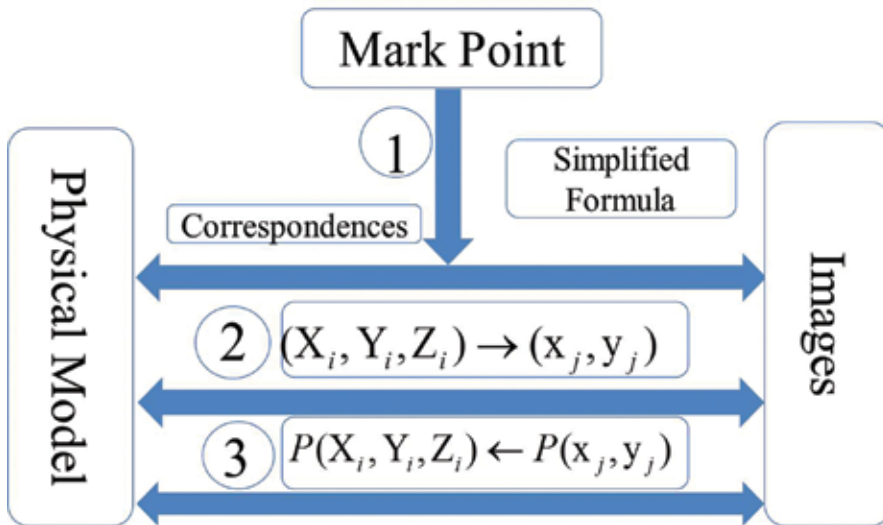 Mark Point
1
Simplified
Formula
Correspondences
Physical Model
Images
2
(X_i, Y_i, Z_i) → (x_j, y_j)
3
P(X_i, Y_i, Z_i) ← P(x_j, y_j)